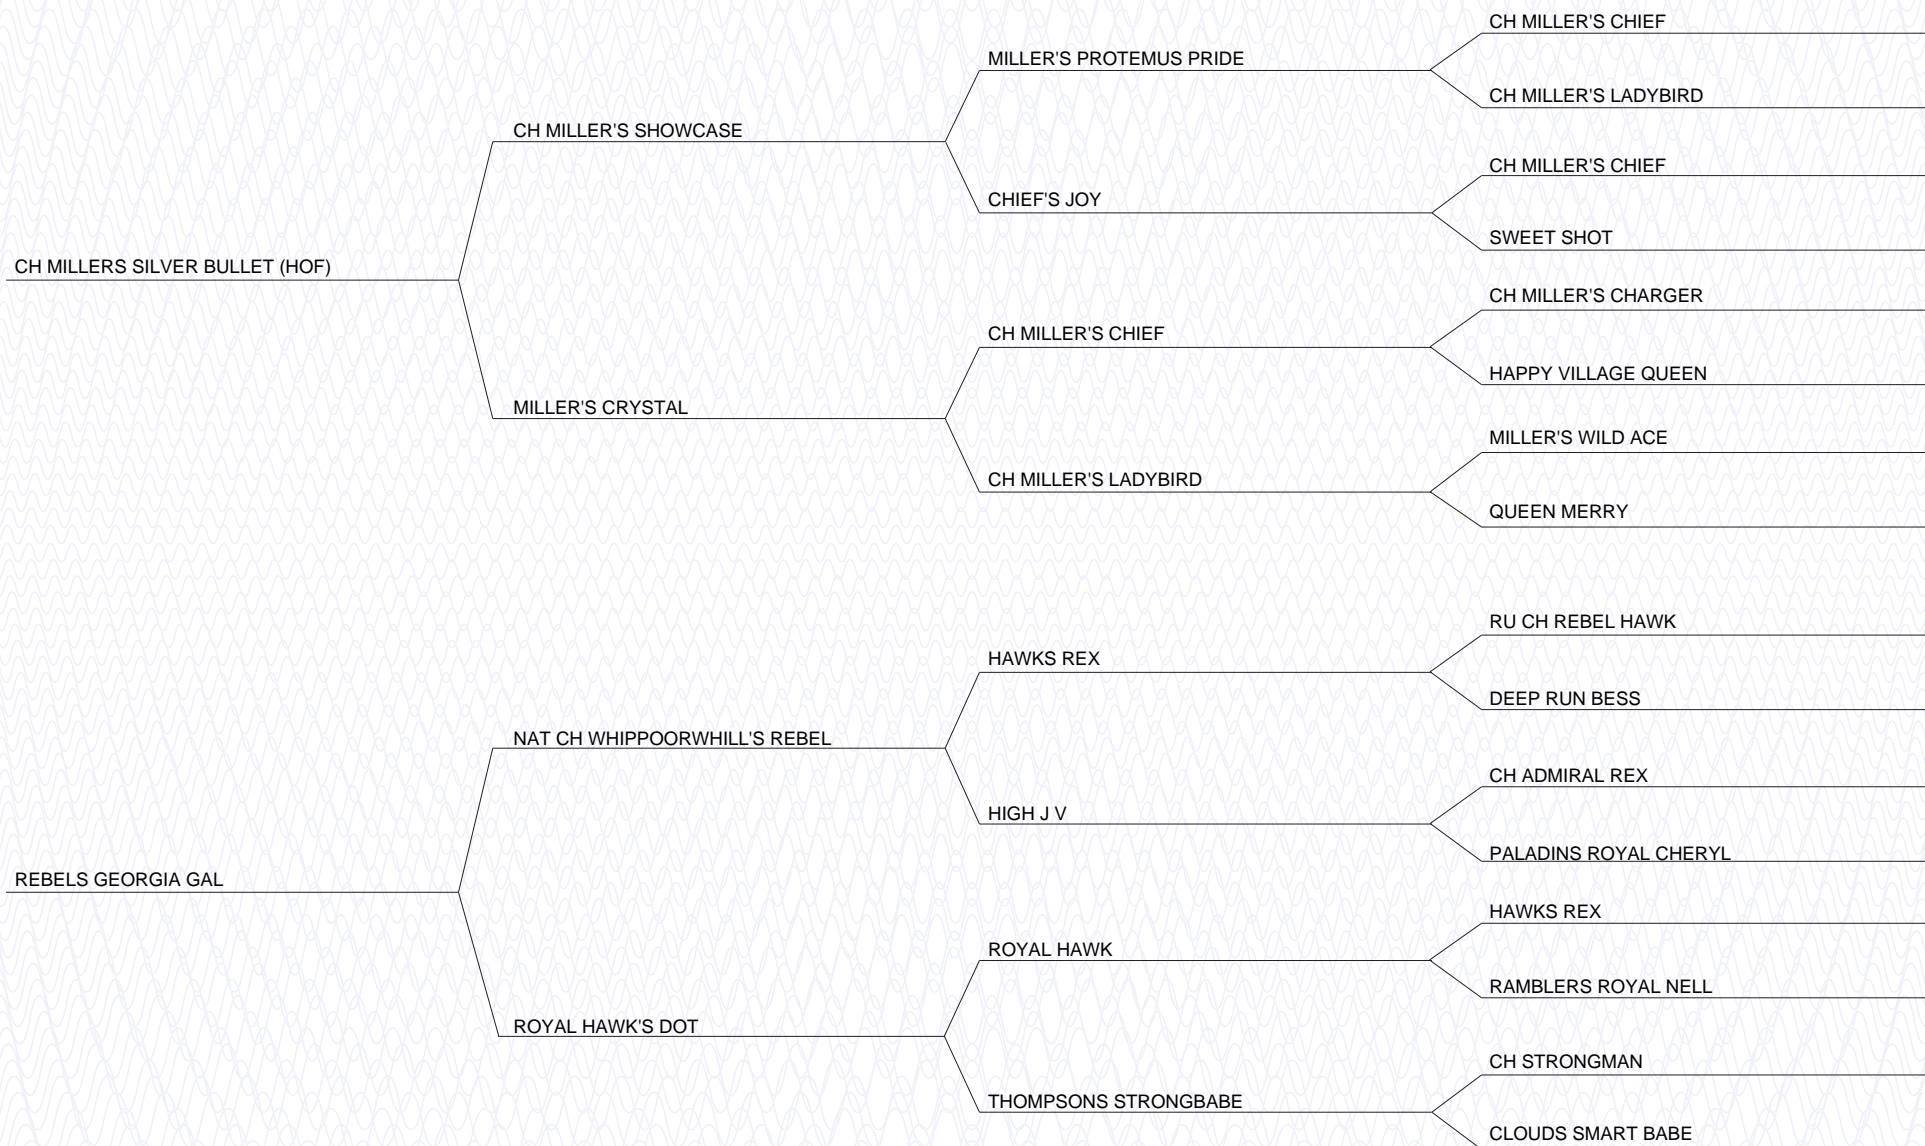 CH MILLER'S CHIEF
MILLER'S PROTEMUS PRIDE
CH MILLER'S LADYBIRD
CH MILLER'S SHOWCASE
CH MILLER'S CHIEF
CHIEF'S JOY
SWEET SHOT
CH MILLERS SILVER BULLET (HOF)
CH MILLER'S CHARGER
CH MILLER'S CHIEF
HAPPY VILLAGE QUEEN
MILLER'S CRYSTAL
MILLER'S WILD ACE
CH MILLER'S LADYBIRD
QUEEN MERRY
RU CH REBEL HAWK
HAWKS REX
DEEP RUN BESS
NAT CH WHIPPOORWHILL'S REBEL
CH ADMIRAL REX
HIGH J V
PALADINS ROYAL CHERYL
REBELS GEORGIA GAL
HAWKS REX
ROYAL HAWK
RAMBLERS ROYAL NELL
ROYAL HAWK'S DOT
CH STRONGMAN
THOMPSONS STRONGBABE
CLOUDS SMART BABE